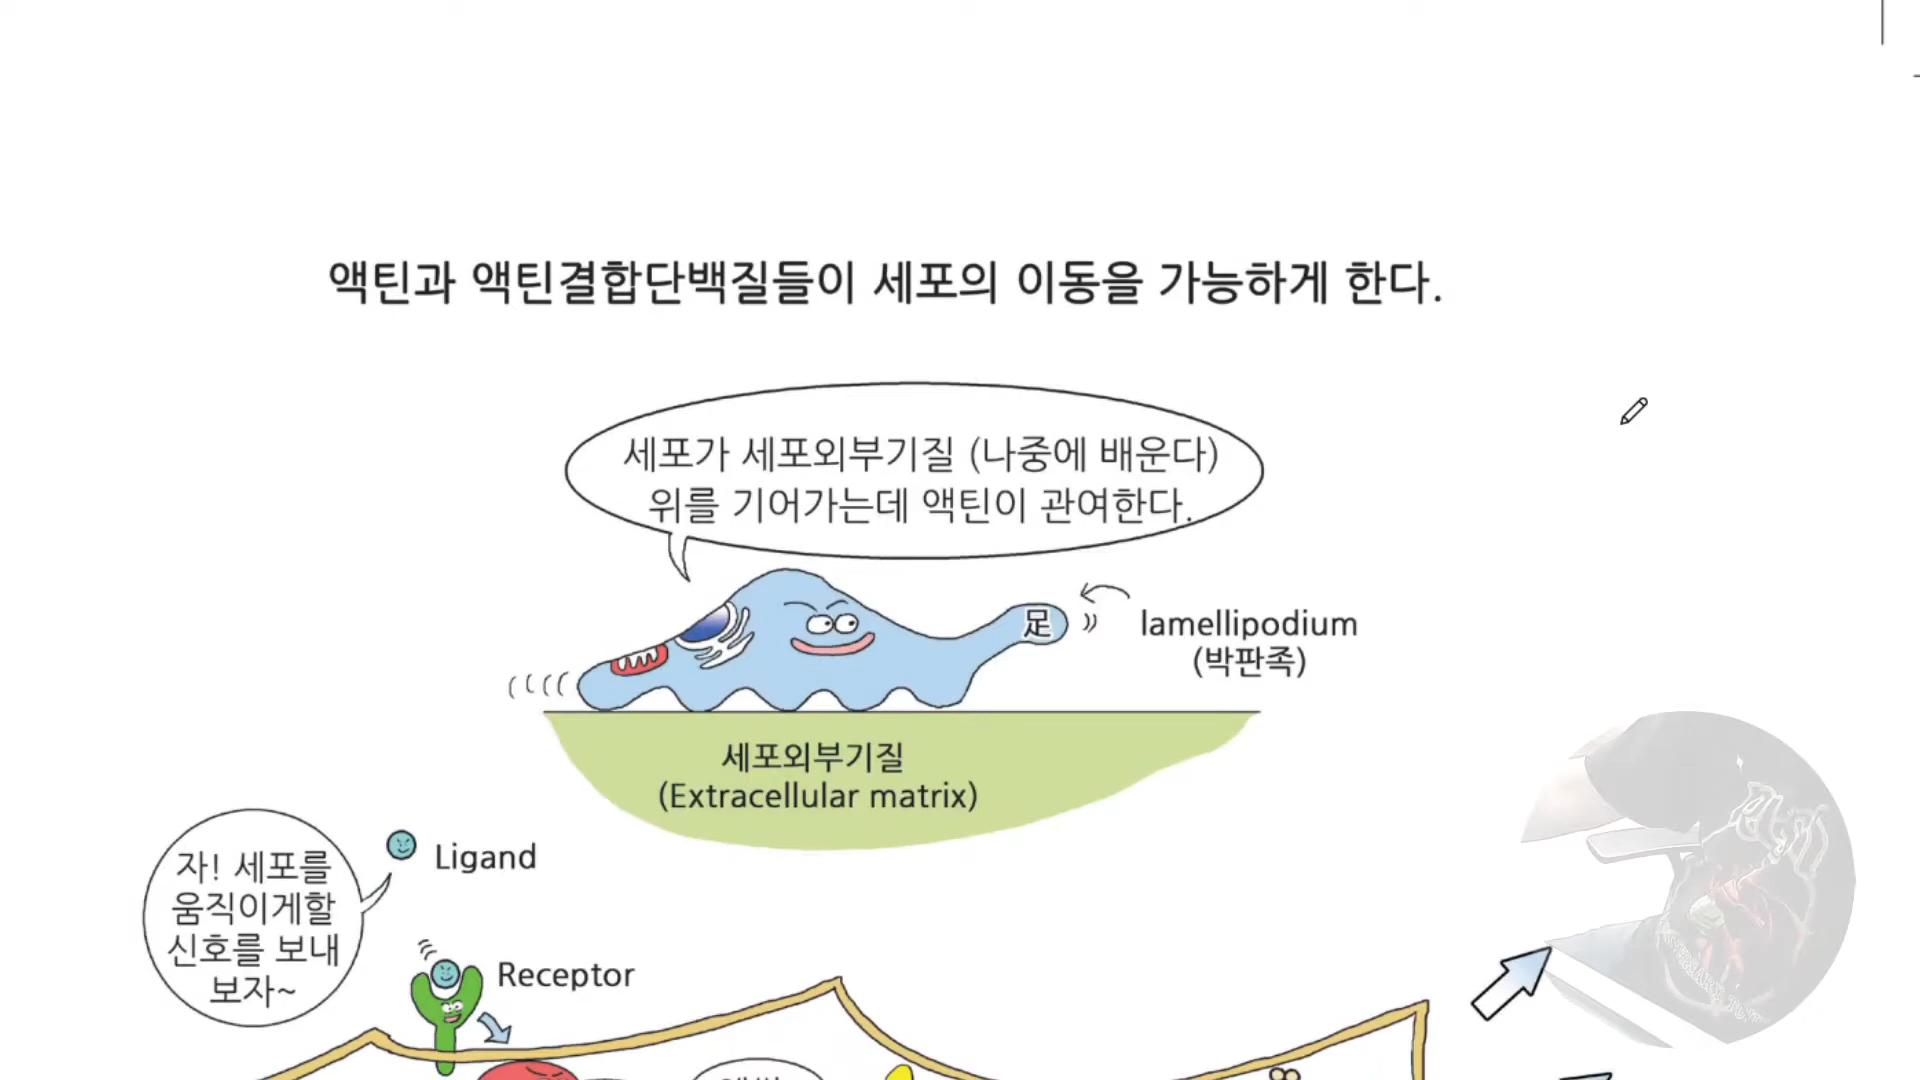 액틴과 액틴결합단백질들이 세포의 이동을 가능하게 한다.
세포가 세포외부기질 (나중에 배운다)
위를 기어가는데 액틴이 관여한다.
足
lamellipodium
(박판족)
세포외부기질
(Extracellular matrix)
자! 세포를
움직이게할
신호를 보내
보자~
Ligand
Receptor